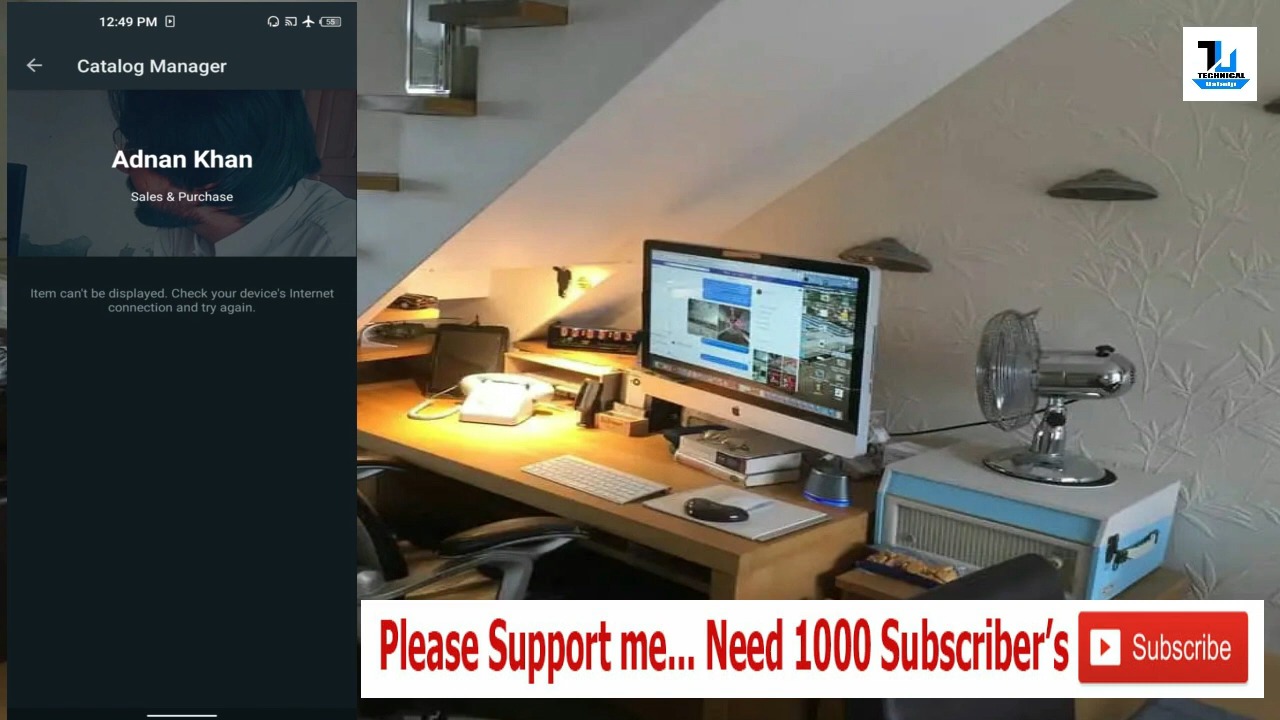 12:49 PM
55
Catalog Manager
Adnan Khan
Sales & Purchase
Item can't be displayed. Check your device's Internet
connection and try again.
TECHNICAL
Please Support me... Need 1000 Subscriber’s
Subscribe